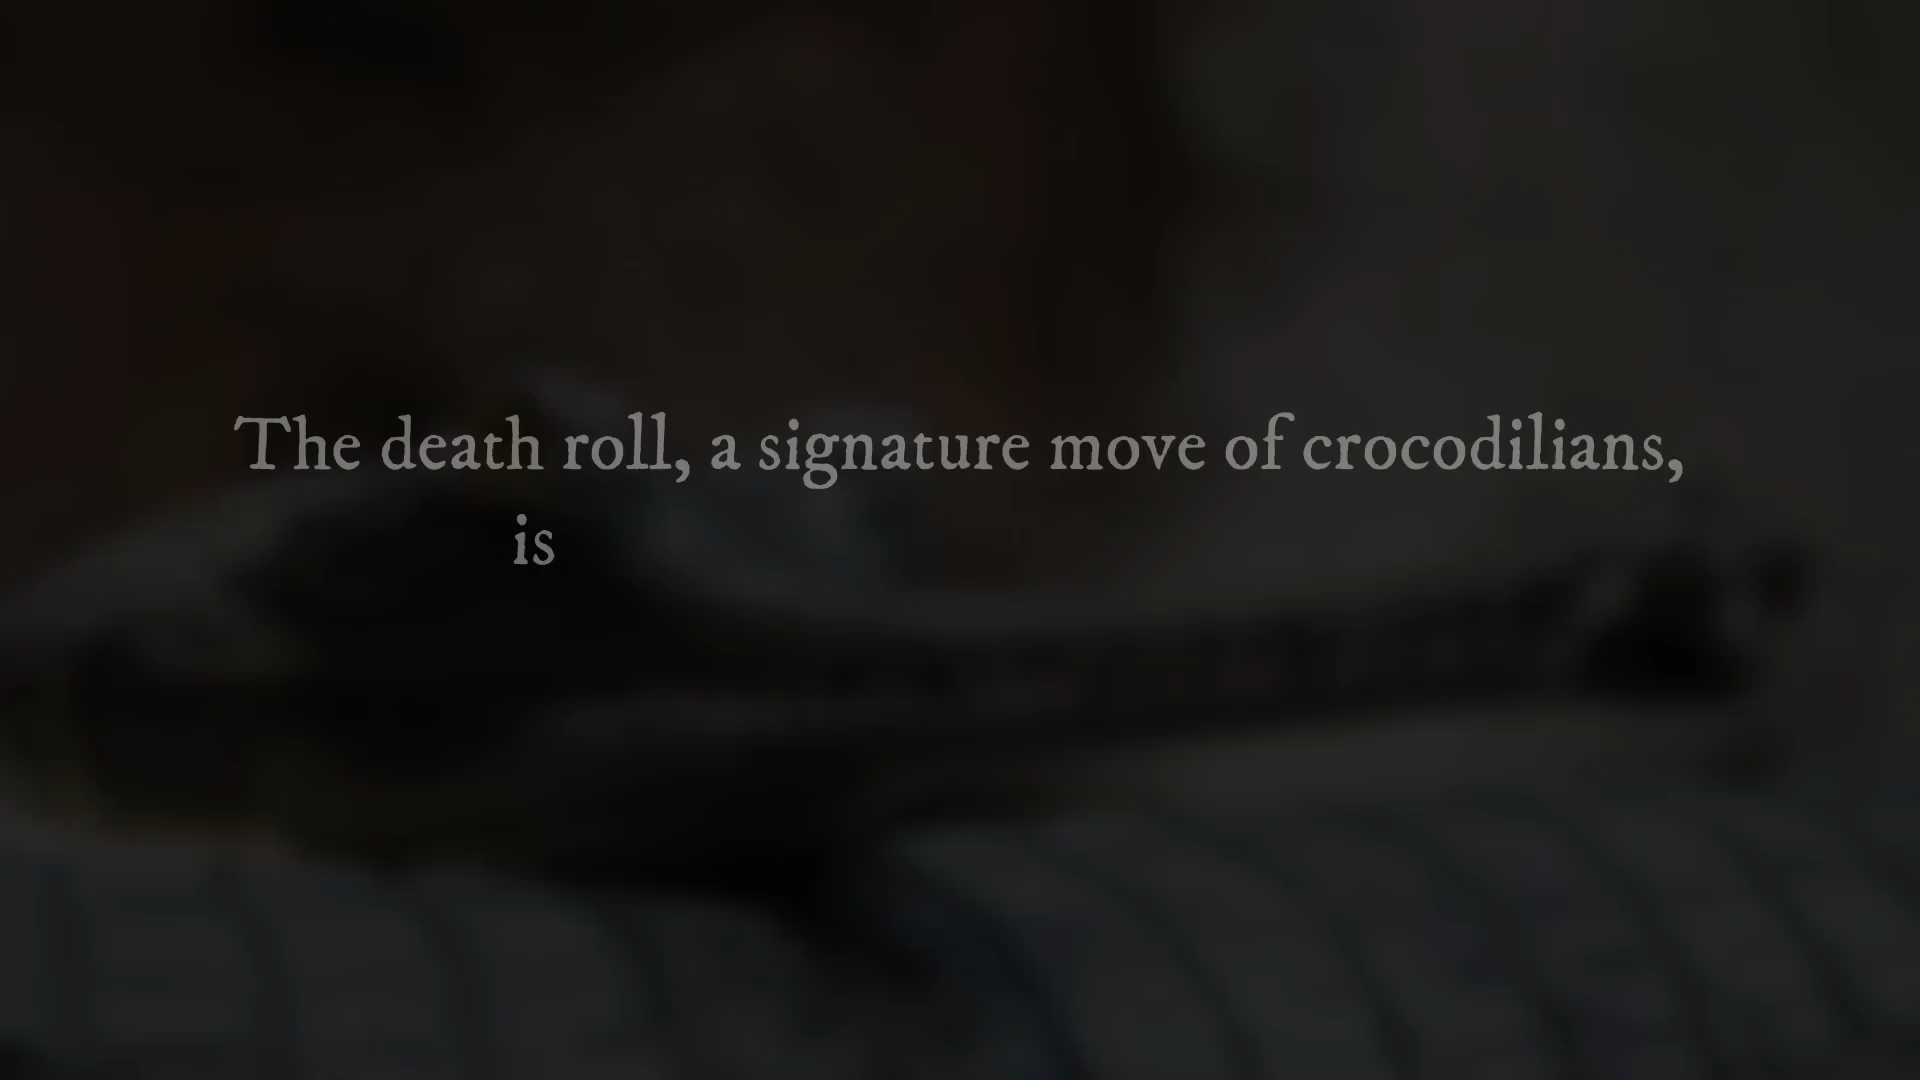 The death roll, a signature move of crocodilians,
is